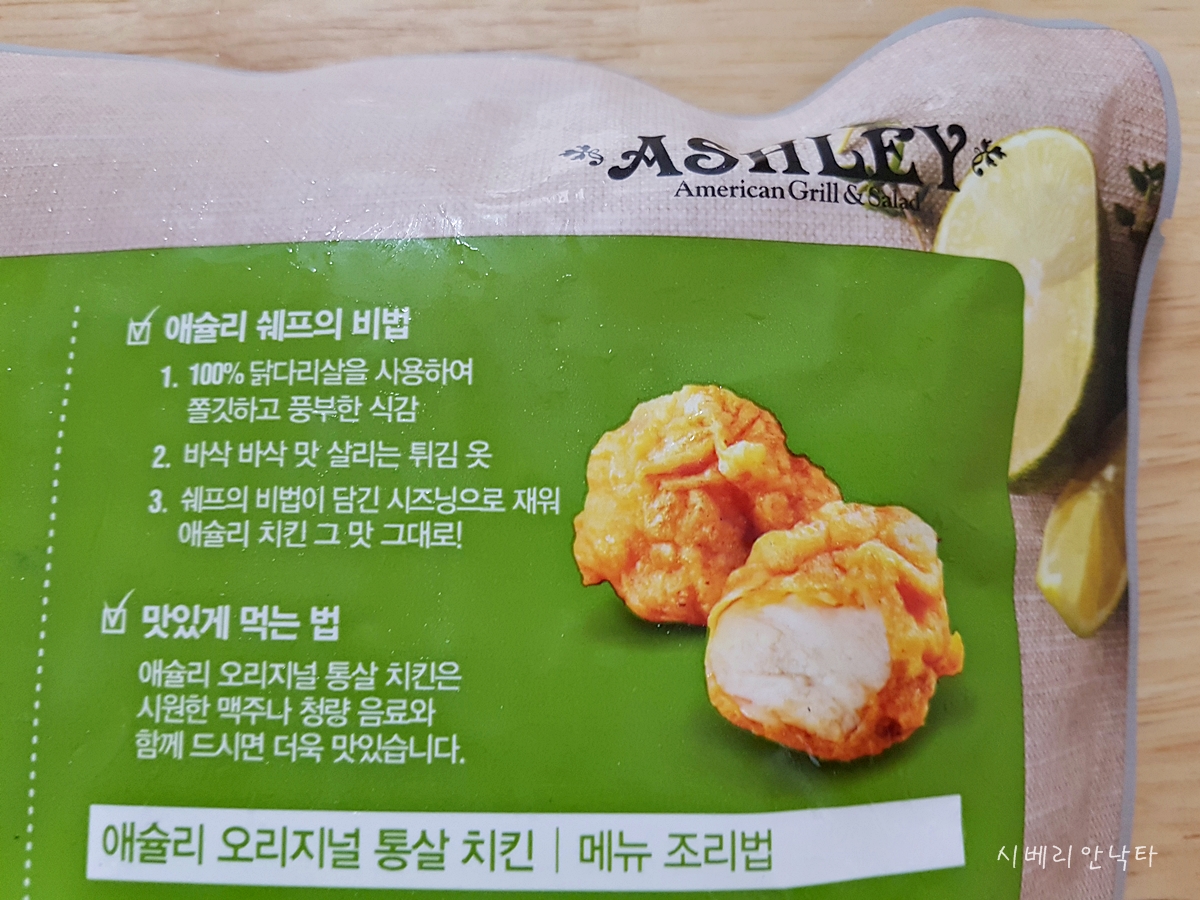 ASHLEY
American Grill & Salad
애슐리 쉐프의 비법
1. 100% 닭다리살을 사용하여
쫄깃하고 풍부한 식감
2. 바삭 바삭 맛 살리는 튀김 옷
3. 쉐프의 비법이 담긴 시즈닝으로 재워
애슐리 치킨 그 맛 그대로!
맛있게 먹는 법
애슐리 오리지널 통살 치킨은
시원한 맥주나 청량 음료와
함께 드시면 더욱 맛있습니다.
애슐리 오리지널 통살 치킨 | 메뉴 조리법
시베리안낙타